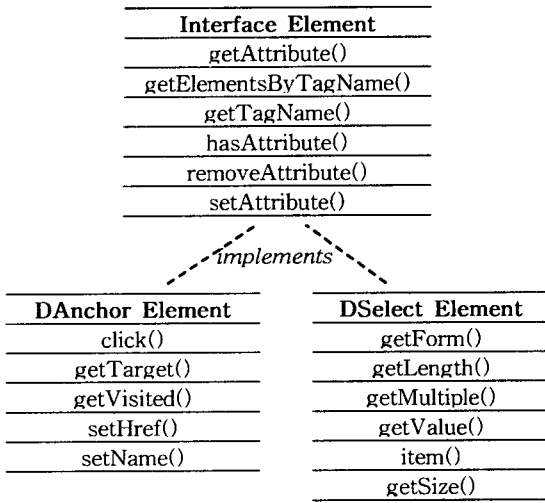 Interface Element
getAttribute()
getElementsByTagName()
getTagName()
hasAttribute()
removeAttribute()
setAttribute()
implements
DAnchor Element
click()
getTarget()
getVisited()
setHref()
setName()
DSelect Element
getForm()
getLength()
getMultiple()
getValue()
item()
getSize()